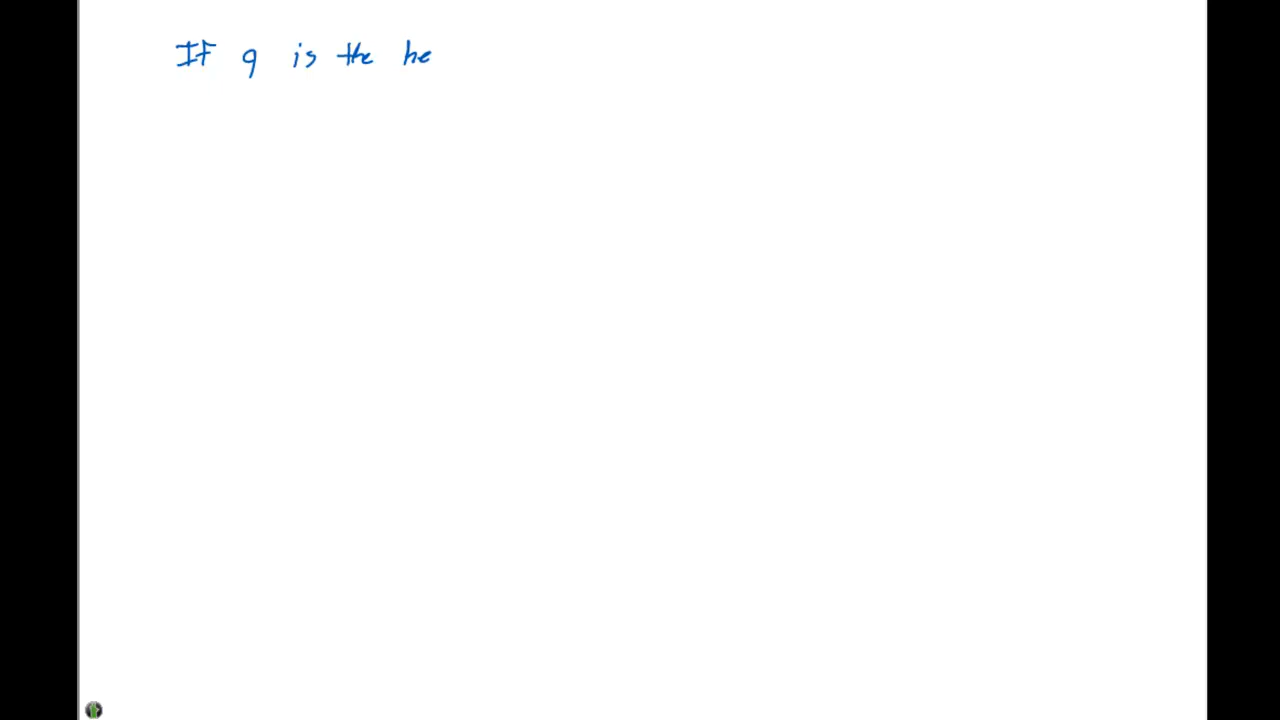 If q is the he